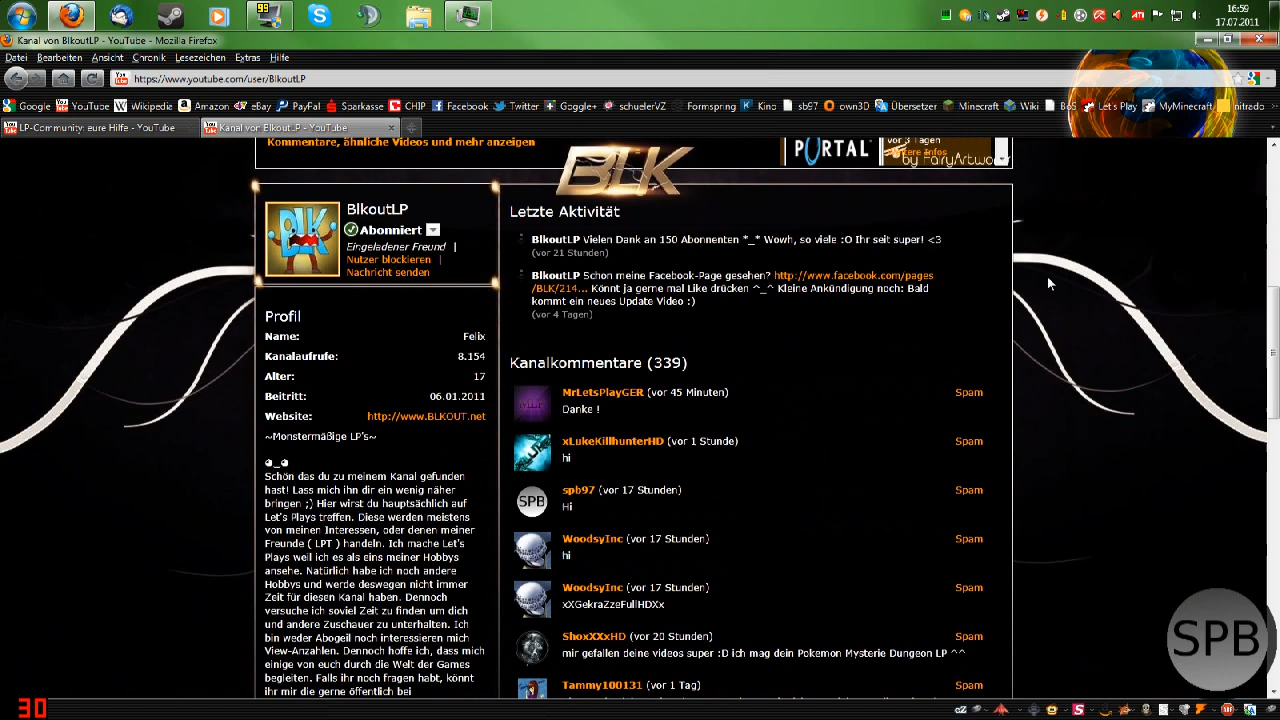 99
16:59
17.07.2011
Kanal von BlkoutLP - YouTube - Mozilla Firefox
Datei Bearbeiten Ansicht Chronik Lesezeichen Extras Hilfe
https://www.youtube.com/user/BlkoutLP
Google YouTube Wikipedia Amazon ebay PayPal Sparkasse CHIP Facebook Twitter Google+ schuelerVZ Formspring Kino sb97 own3D Übersetzer Minecraft Wiki BoS Let's Play MyMinecraft nitrado
LP-Community: eure Hilfe - YouTube
Kanal von BlkoutLP - YouTube
Kommentare, ähnliche Videos und mehr anzeigen
PORTAL
vor 3 Tagen
by FairyArtwor
BLK
BlkoutLP
Abonniert
Eingeladener Freund |
Nutzer blockieren |
Nachricht senden
Profil
Name: Felix
Kanalaufrufe: 8.154
Alter: 17
Beitritt: 06.01.2011
Website: http://www.BLKOUT.net
~Monstermäßige LP's~
◕_◕
Schön das du zu meinem Kanal gefunden
hast! Lass mich ihn dir ein wenig näher
bringen ;) Hier wirst du hauptsächlich auf
Let's Plays treffen. Diese werden meistens
von meinen Interessen, oder denen meiner
Freunde ( LPT ) handeln. Ich mache Let's
Plays weil ich es als eins meiner Hobbys
ansehe. Natürlich habe ich noch andere
Hobbys und werde deswegen nicht immer
Zeit für diesen Kanal haben. Dennoch
versuche ich soviel Zeit zu finden um dich
und andere Zuschauer zu unterhalten. Ich
bin weder Abogeil noch interessieren mich
View-Anzahlen. Dennoch hoffe ich, dass mich
einige von euch durch die Welt der Games
begleiten. Falls ihr noch fragen habt, könnt
ihr mir die gerne öffentlich bei
Letzte Aktivität
BlkoutLP Vielen Dank an 150 Abonnenten *_* Wowh, so viele :O Ihr seit super! <3
(vor 21 Stunden)
BlkoutLP Schon meine Facebook-Page gesehen? http://www.facebook.com/pages
/BLK/214... Könnt ja gerne mal Like drücken ^_^ Kleine Ankündigung noch: Bald
kommt ein neues Update Video :)
(vor 4 Tagen)
Kanalkommentare (339)
MrLetsPlayGER (vor 45 Minuten) Spam
Danke !
xLukeKillhunterHD (vor 1 Stunde) Spam
hi
spb97 (vor 17 Stunden) Spam
SPB
Hi
WoodsyInc (vor 17 Stunden) Spam
hi
WoodsyInc (vor 17 Stunden) Spam
xXGekraZzeFullHDXx
ShoxXXxHD (vor 20 Stunden) Spam
mir gefallen deine videos super :D ich mag dein Pokemon Mysterie Dungeon LP ^^
Tammy100131 (vor 1 Tag) Spam
SPB
30